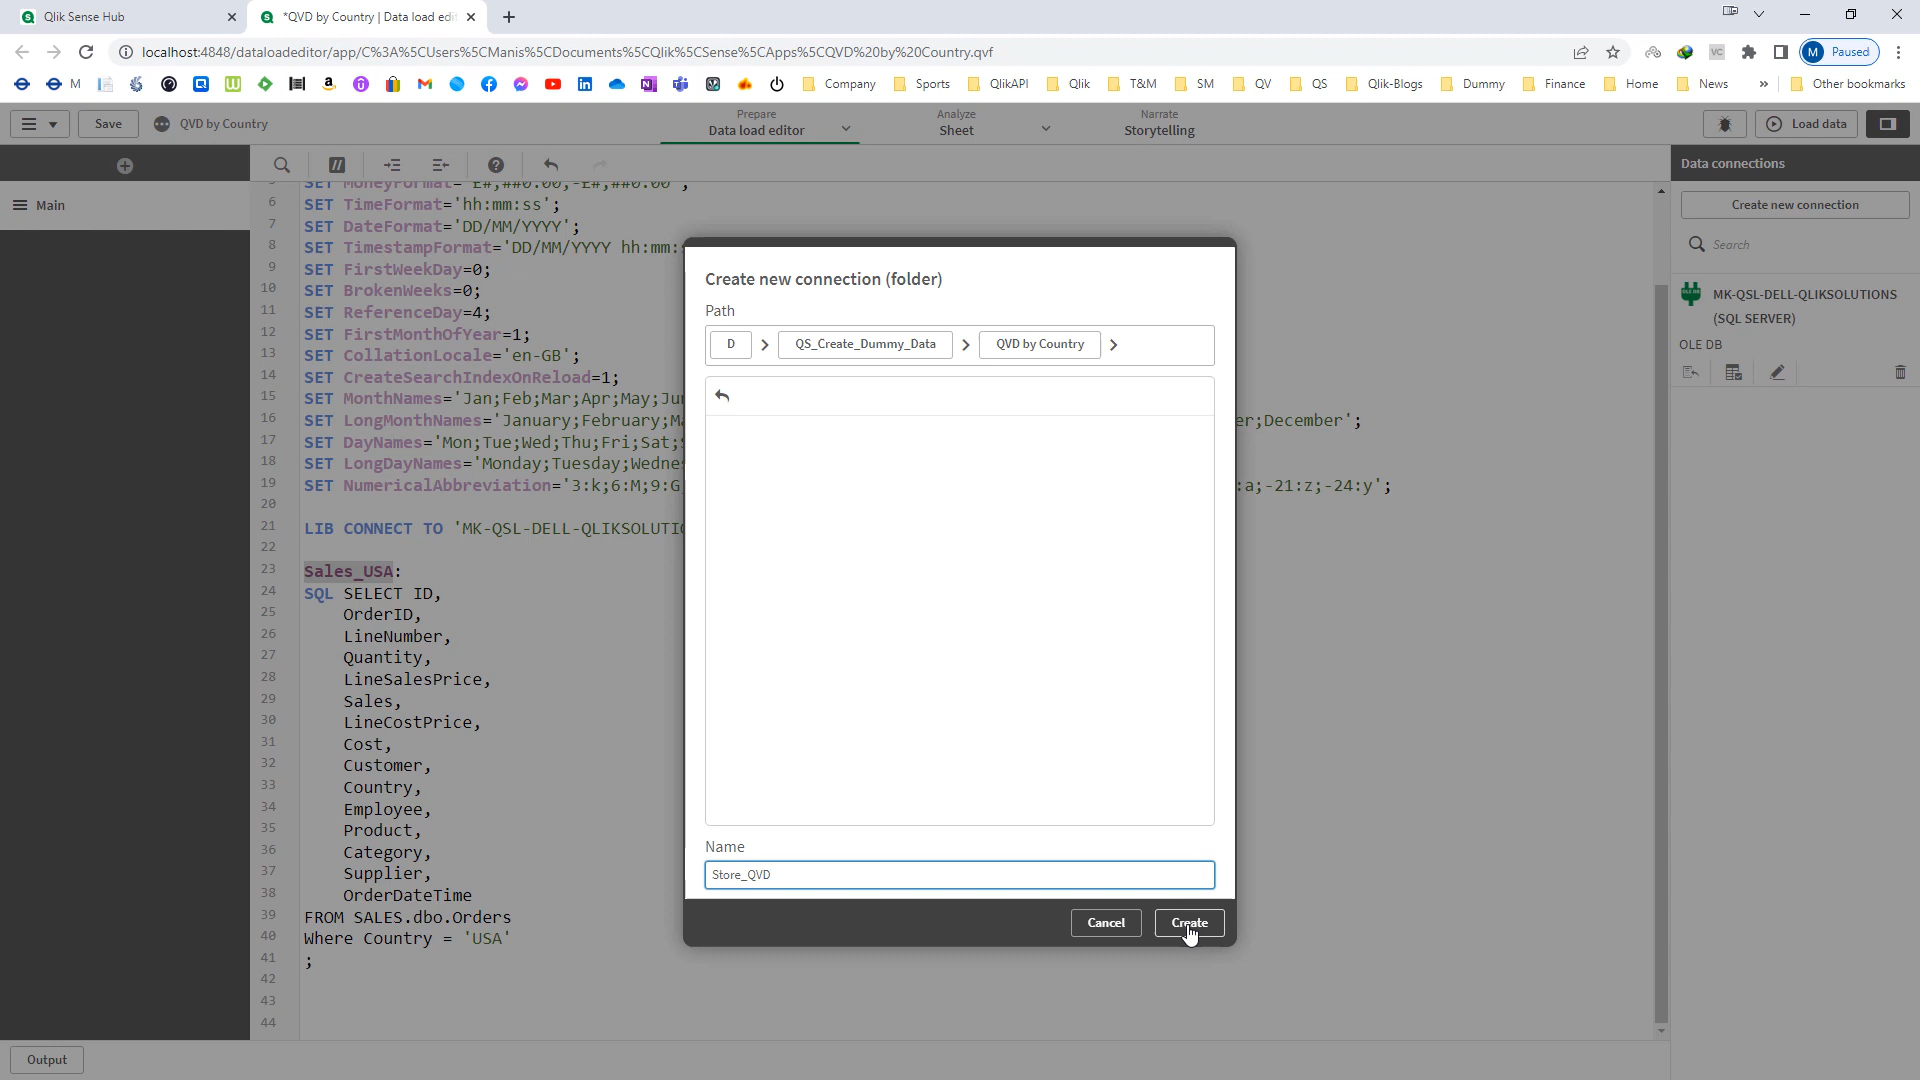 Qlik Sense Hub
*QVD by Country | Data load edit
localhost:4848/dataloadeditor/app/C%3A%5CUsers%5CManis%5CDocuments%5CQlik%5CSense%5CApps%5CQVD%20by%20Country.qvf
M Paused
M Company Sports QlikAPI Qlik T&M SM QV QS Qlik-Blogs Dummy Finance Home News » Other bookmarks
Save QVD by Country
Prepare
Data load editor
Analyze
Sheet
Narrate
Storytelling
Load data
Main
SET MoneyFormat='£#,##0.00;-£#,##0.00';
6 SET TimeFormat='hh:mm:ss';
7 SET DateFormat='DD/MM/YYYY';
8 SET TimestampFormat='DD/MM/YYYY hh:mm:
9 SET FirstWeekDay=0;
10 SET BrokenWeeks=0;
11 SET ReferenceDay=4;
12 SET FirstMonthOfYear=1;
13 SET CollationLocale='en-GB';
14 SET CreateSearchIndexOnReload=1;
15 SET MonthNames='Jan;Feb;Mar;Apr;May;Ju
16 SET LongMonthNames='January;February;M er;December';
17 SET DayNames='Mon;Tue;Wed;Thu;Fri;Sat;
18 SET LongDayNames='Monday;Tuesday;Wedne
19 SET NumericalAbbreviation='3:k;6:M;9:G :a;-21:z;-24:y';
20
21 LIB CONNECT TO 'MK-QSL-DELL-QLIKSOLUTI
22
23 Sales_USA:
24 SQL SELECT ID,
25 OrderID,
26 LineNumber,
27 Quantity,
28 LineSalesPrice,
29 Sales,
30 LineCostPrice,
31 Cost,
32 Customer,
33 Country,
34 Employee,
35 Product,
36 Category,
37 Supplier,
38 OrderDateTime
39 FROM SALES.dbo.Orders
40 Where Country = 'USA'
41 ;
42
43
44
Output
Create new connection (folder)
Path
D > QS_Create_Dummy_Data > QVD by Country >
Name
Store_QVD
Cancel Create
Data connections
Create new connection
Search
MK-QSL-DELL-QLIKSOLUTIONS
(SQL SERVER)
OLE DB